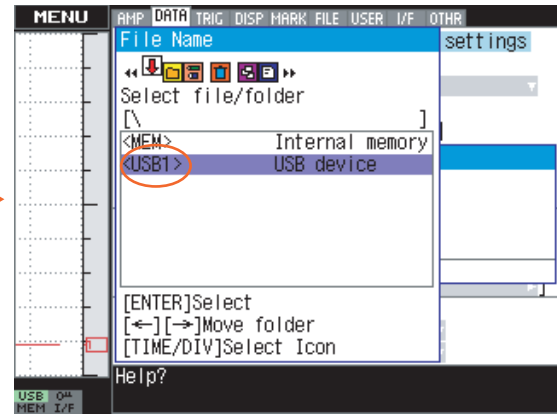 MENU AMP DATA TRIG DISP MARK FILE USER I/F OTHR
File Name
settings
Select file/folder
[\ ]
<MEM> Internal memory
<USB1> USB device
[ENTER]Select
[←][→]Move folder
[TIME/DIV]Select Icon
Help?
USB
MEM I/F